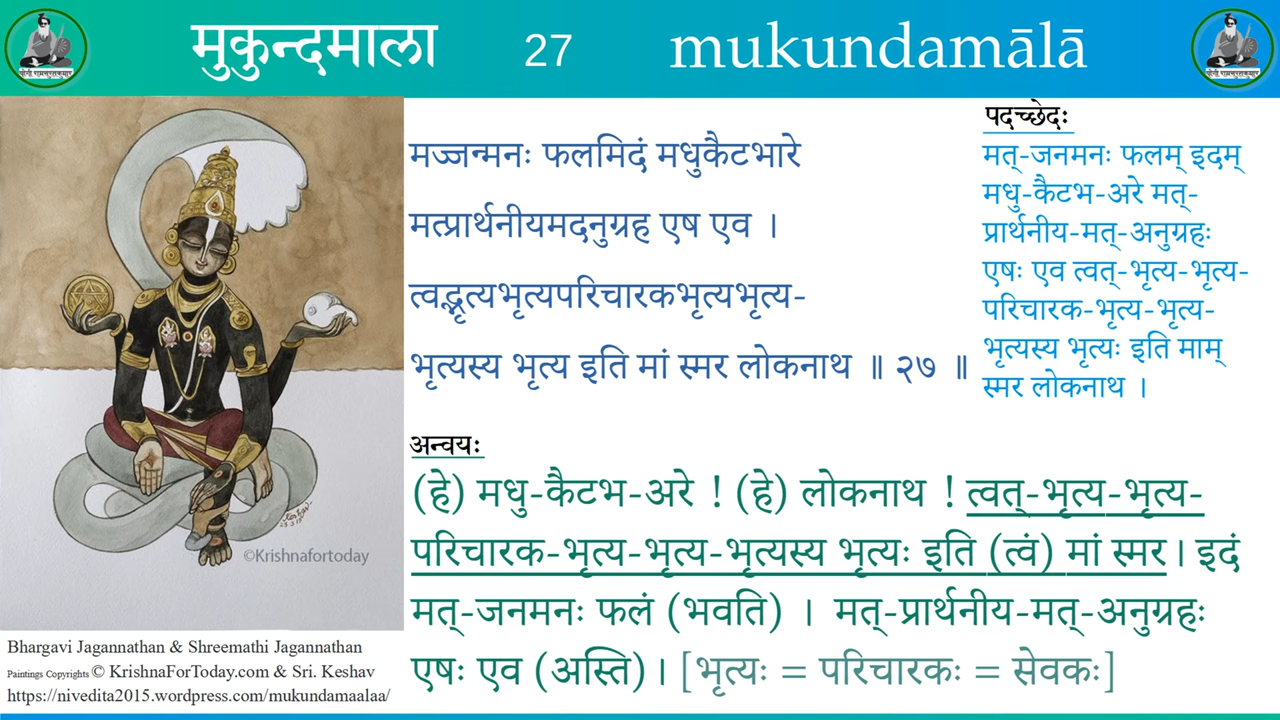 मुकुन्दमाला 27 mukundamālā
योगी रामसुरतकुमार
योगी रामसुरतकुमार
मज्जन्मनः फलमिदं मधुकैटभारे
मत्प्रार्थनीयमदनुग्रह एष एव ।
त्वद्भृत्यभृत्यपरिचारकभृत्यभृत्य-
भृत्यस्य भृत्य इति मां स्मर लोकनाथ ॥ २७ ॥
पदच्छेदः
मत्-जनमनः फलम् इदम्
मधु-कैटभ-अरे मत्-
प्रार्थनीय-मत्-अनुग्रहः
एषः एव त्वत्-भृत्य-भृत्य-
परिचारक-भृत्य-भृत्य-
भृत्यस्य भृत्यः इति माम्
स्मर लोकनाथ ।
अन्वयः
(हे) मधु-कैटभ-अरे ! (हे) लोकनाथ ! त्वत्-भृत्य-भृत्य-
परिचारक-भृत्य-भृत्य-भृत्यस्य भृत्यः इति (त्वं) मां स्मर। इदं
मत्-जनमनः फलं (भवति) । मत्-प्रार्थनीय-मत्-अनुग्रहः
एषः एव (अस्ति)। [भृत्यः = परिचारकः = सेवकः]
©Krishnafortoday
Bhargavi Jagannathan & Shreemathi Jagannathan
Paintings Copyrights © KrishnaForToday.com & Sri. Keshav
https://nivedita2015.wordpress.com/mukundamaalaa/